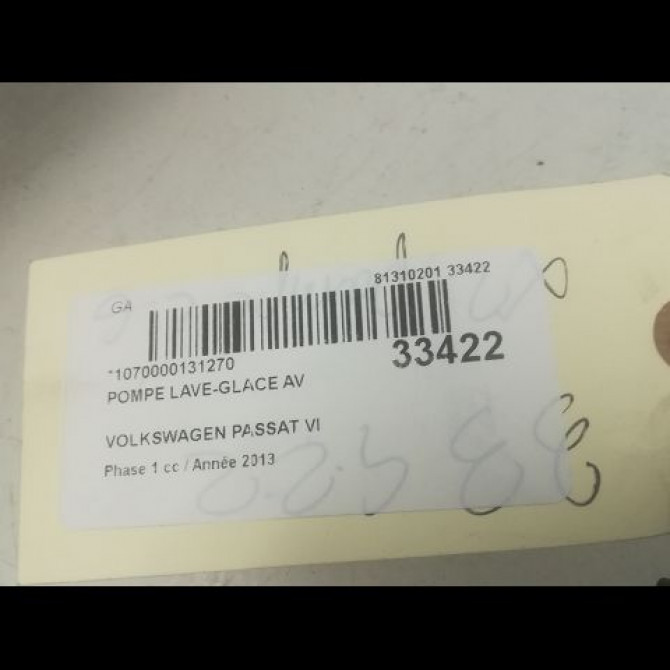 GA
81310201 33422
*1070000131270
33422
POMPE LAVE-GLACE AV
VOLKSWAGEN PASSAT VI
Phase 1 cc / Année 2013